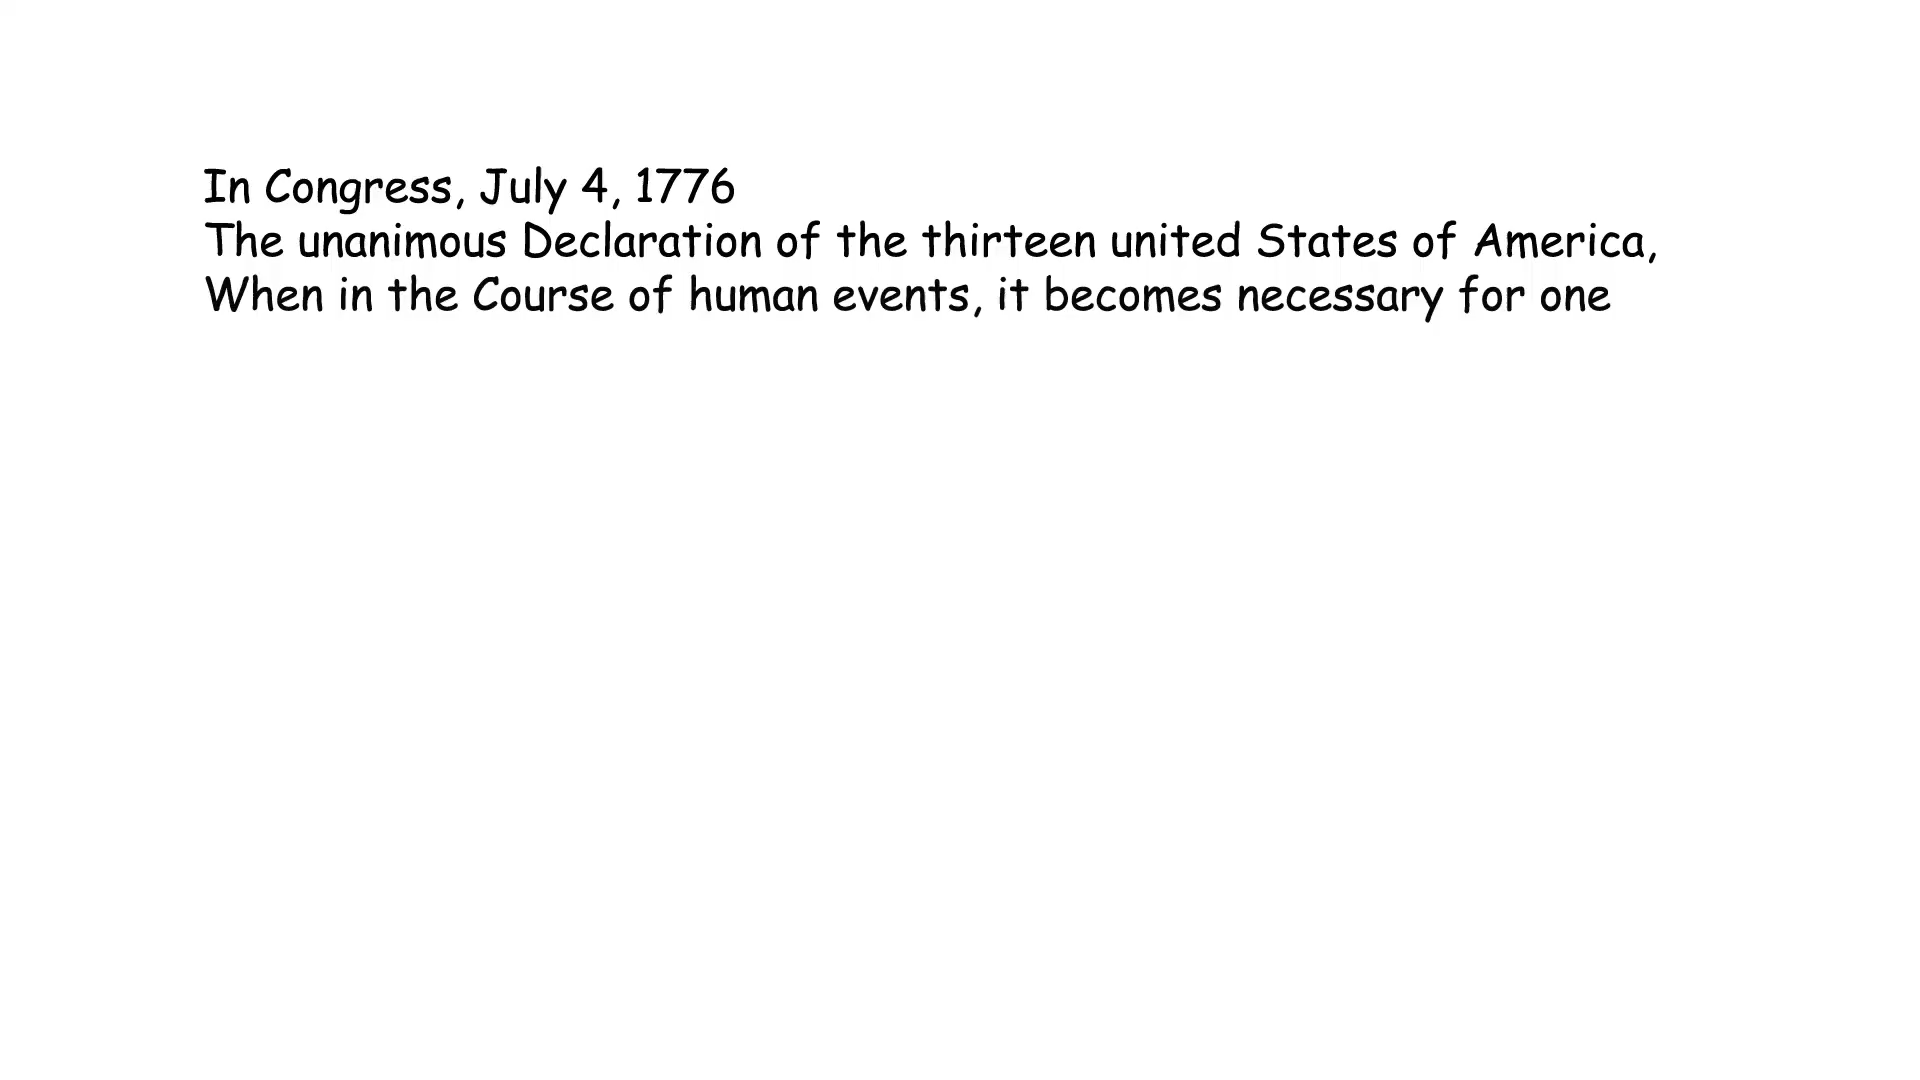 In Congress, July 4, 1776
The unanimous Declaration of the thirteen united States of America,
When in the Course of human events, it becomes necessary for one